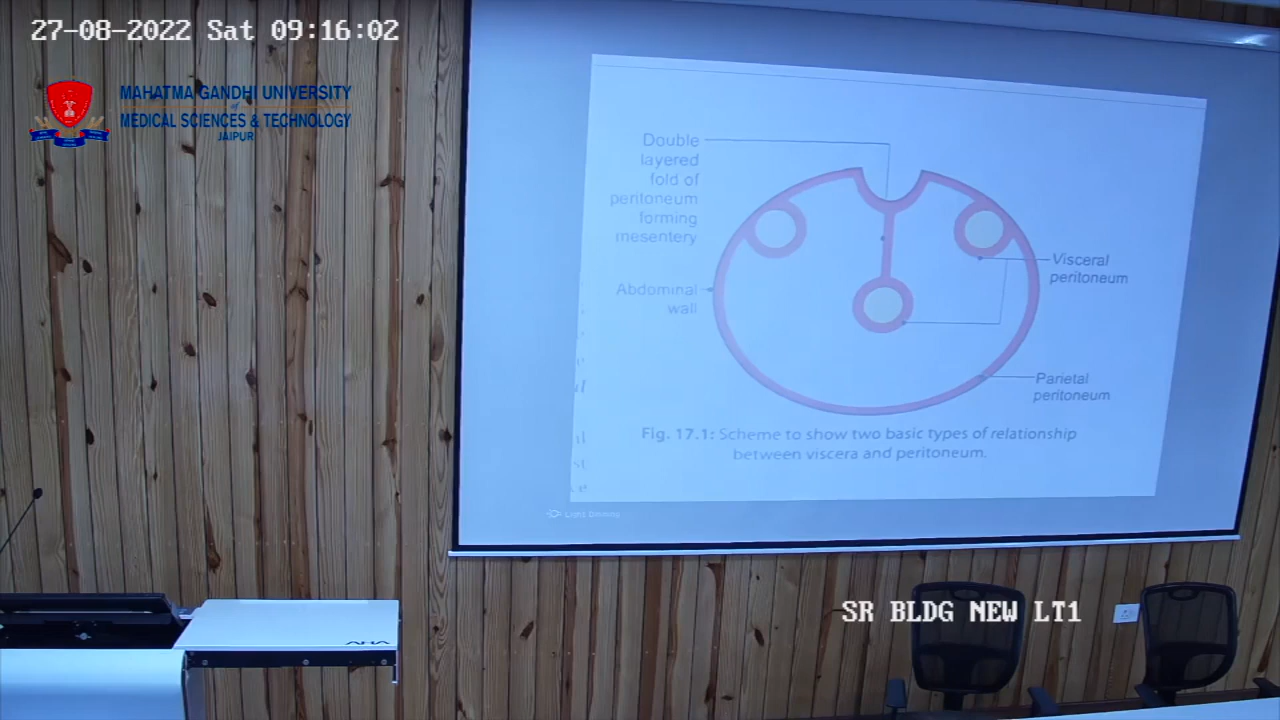 27-08-2022 Sat 09:16:02
MAHATMA GANDHI UNIVERSITY
of
MEDICAL SCIENCES & TECHNOLOGY
JAIPUR
Double
layered
fold of
peritoneum
forming
mesentery
Abdominal
wall
Visceral
peritoneum
Parietal
peritoneum
Fig. 17.1: Scheme to show two basic types of relationship
between viscera and peritoneum.
SR BLDG NEW LT1